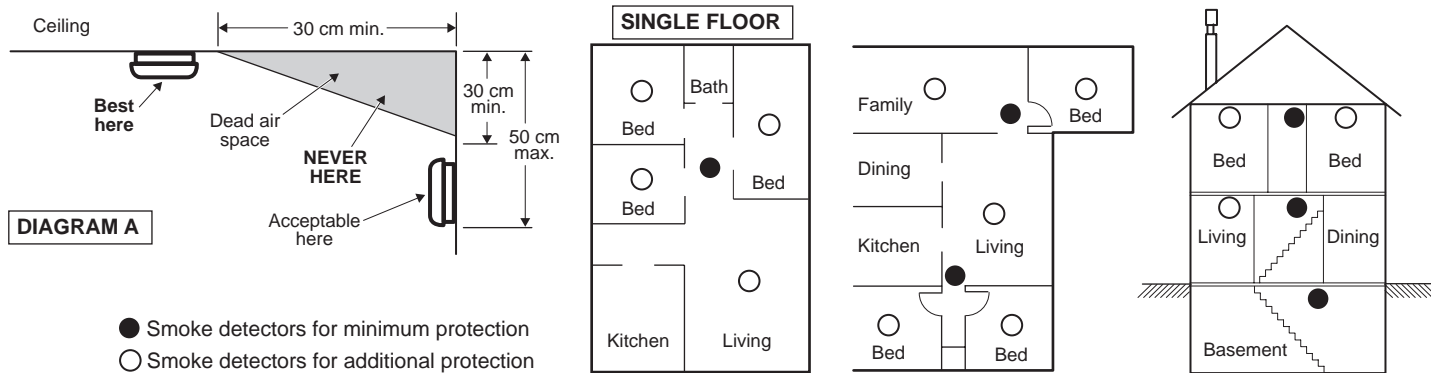 Ceiling
30 cm min.
Best
here
Dead air
space
NEVER
HERE
30 cm
min.
50 cm
max.
Acceptable
here
DIAGRAM A
Smoke detectors for minimum protection
Smoke detectors for additional protection
SINGLE FLOOR
Bath
Bed
Bed
Bed
Kitchen
Living
Family
Bed
Dining
Kitchen
Living
Bed
Bed
Bed
Bed
Living
Dining
Basement